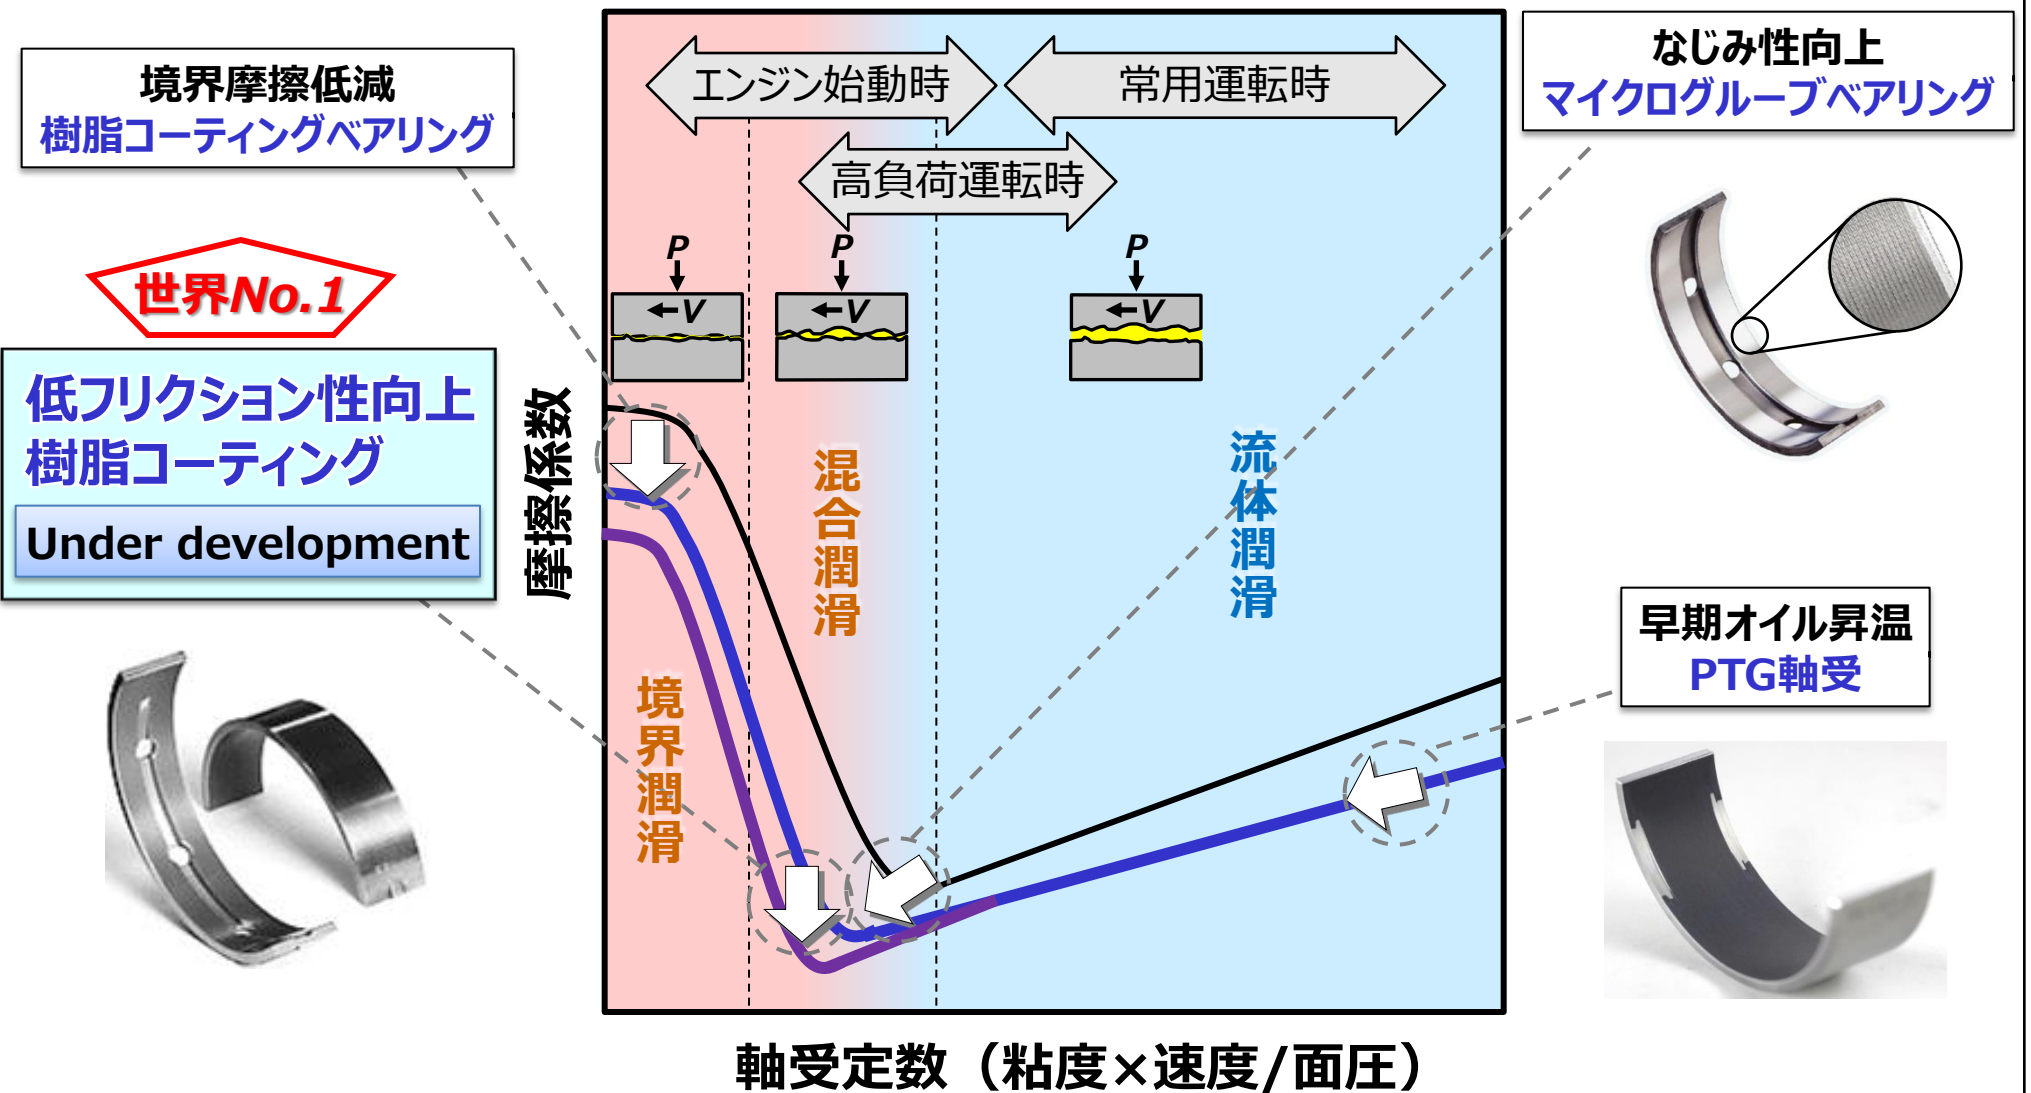 境界摩擦低減
樹脂コーティングベアリング
世界No.1
低フリクション性向上
樹脂コーティング
Under development
エンジン始動時
常用運転時
高負荷運転時
P
←V
P
←V
P
←V
摩擦係数
境界潤滑
混合潤滑
流体潤滑
軸受定数（粘度×速度/面圧）
なじみ性向上
マイクログルーブベアリング
早期オイル昇温
PTG軸受